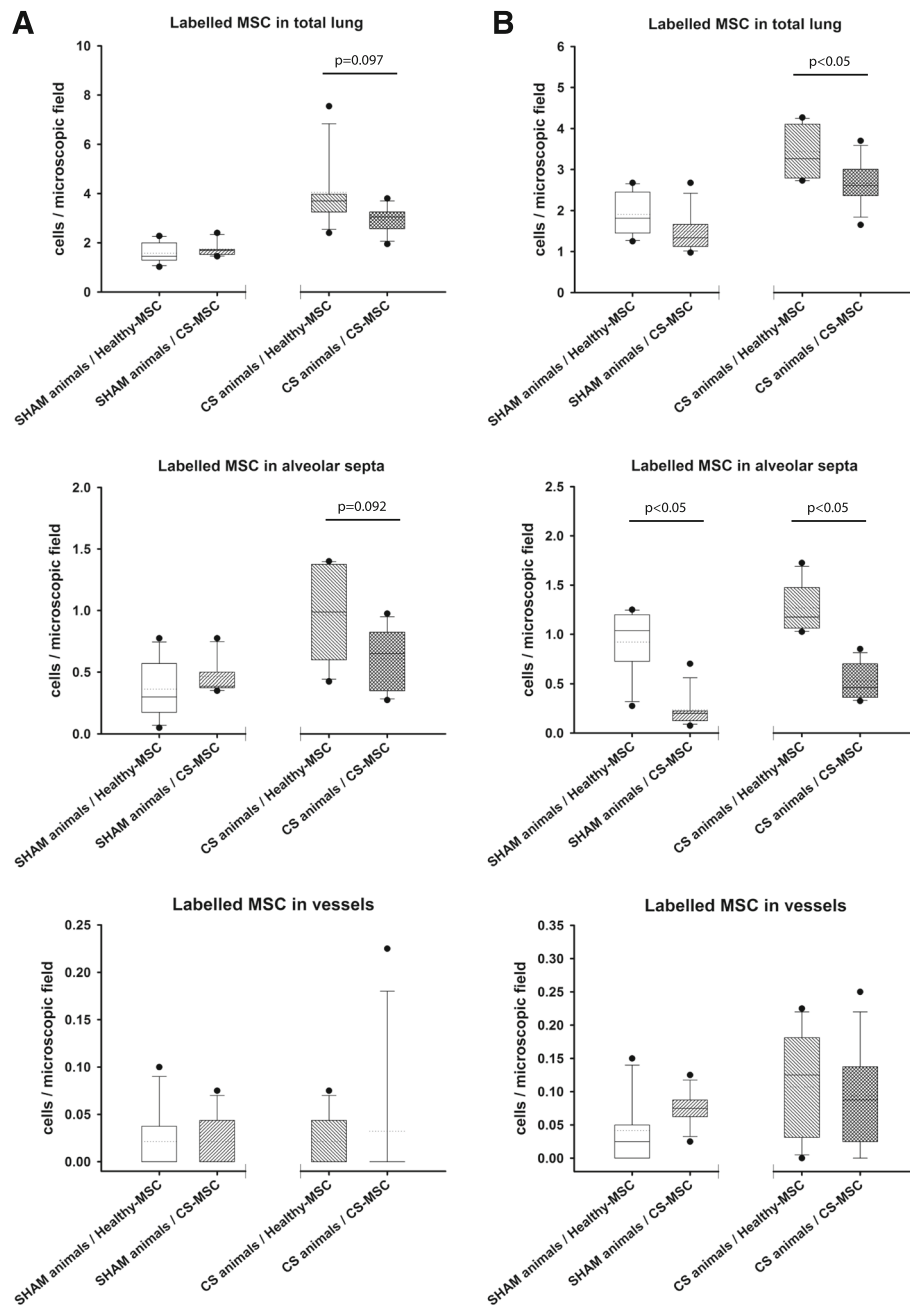 A
Labelled MSC in total lung
cells / microscopic field
10
8
6
4
2
0
p=0.097
SHAM animals / Healthy-MSC
SHAM animals / CS-MSC
CS animals / Healthy-MSC
CS animals / CS-MSC
B
Labelled MSC in total lung
cells / microscopic field
6
5
4
3
2
1
0
p<0.05
SHAM animals / Healthy-MSC
SHAM animals / CS-MSC
CS animals / Healthy-MSC
CS animals / CS-MSC
Labelled MSC in alveolar septa
cells / microscopic field
2.0
1.5
1.0
0.5
0.0
p=0.092
SHAM animals / Healthy-MSC
SHAM animals / CS-MSC
CS animals / Healthy-MSC
CS animals / CS-MSC
Labelled MSC in alveolar septa
cells / microscopic field
2.5
2.0
1.5
1.0
0.5
0.0
p<0.05
p<0.05
SHAM animals / Healthy-MSC
SHAM animals / CS-MSC
CS animals / Healthy-MSC
CS animals / CS-MSC
Labelled MSC in vessels
cells / microscopic field
0.25
0.20
0.15
0.10
0.05
0.00
SHAM animals / Healthy-MSC
SHAM animals / CS-MSC
CS animals / Healthy-MSC
CS animals / CS-MSC
Labelled MSC in vessels
cells / microscopic field
0.35
0.30
0.25
0.20
0.15
0.10
0.05
0.00
SHAM animals / Healthy-MSC
SHAM animals / CS-MSC
CS animals / Healthy-MSC
CS animals / CS-MSC